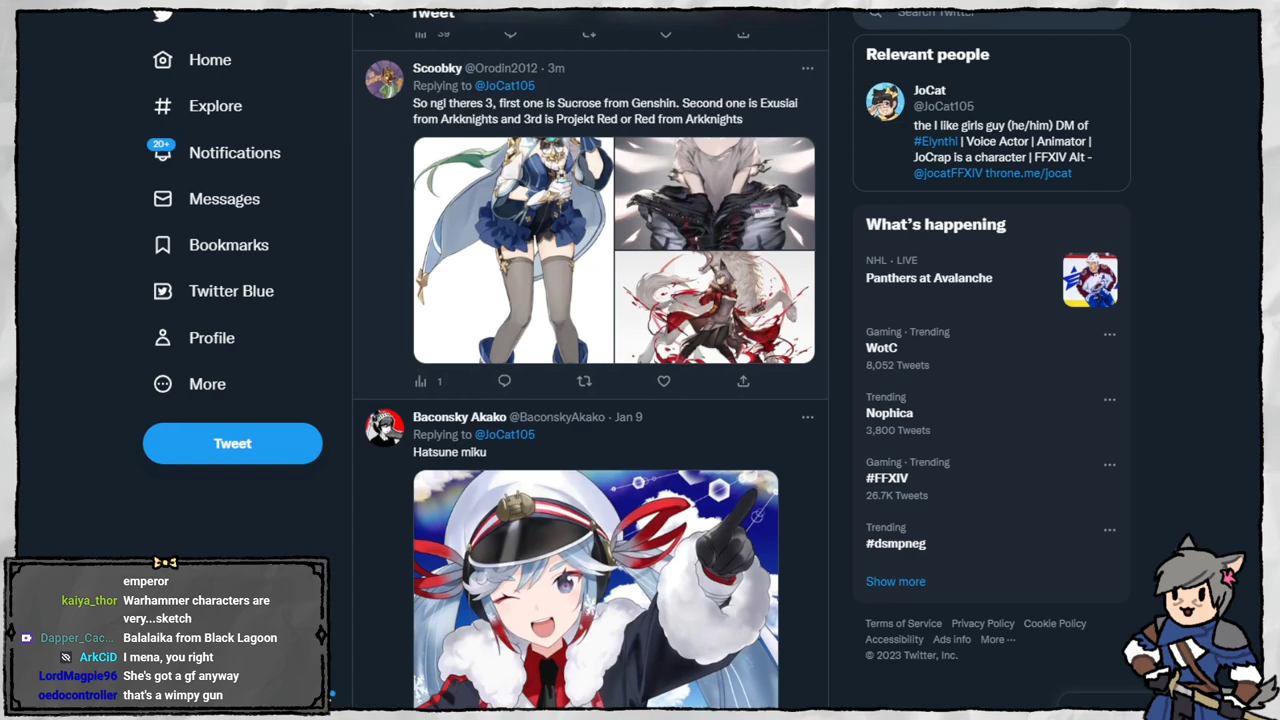 Tweet
Search Twitter
39
Home
Explore
20+
Notifications
Messages
Bookmarks
Twitter Blue
Profile
More
Tweet
Scoobky @Orodin2012 · 3m
Replying to @JoCat105
So ngl theres 3, first one is Sucrose from Genshin. Second one is Exusiai
from Arkknights and 3rd is Projekt Red or Red from Arkknights
1
Baconsky Akako @BaconskyAkako · Jan 9
Replying to @JoCat105
Hatsune miku
Relevant people
JoCat
@JoCat105
the I like girls guy (he/him) DM of
#Elynthi | Voice Actor | Animator |
JoCrap is a character | FFXIV Alt -
@jocatFFXIV throne.me/jocat
What's happening
NHL · LIVE
Panthers at Avalanche
Gaming · Trending
WotC
8,052 Tweets
Trending
Nophica
3,800 Tweets
Gaming · Trending
#FFXIV
26.7K Tweets
Trending
#dsmpneg
Show more
Terms of Service Privacy Policy Cookie Policy
Accessibility Ads info More ···
© 2023 Twitter, Inc.
emperor
kaiya_thor Warhammer characters are
very...sketch
Dapper_Cac... Balalaika from Black Lagoon
ArkCiD I mena, you right
LordMagpie96 She's got a gf anyway
oedocontroller that's a wimpy gun